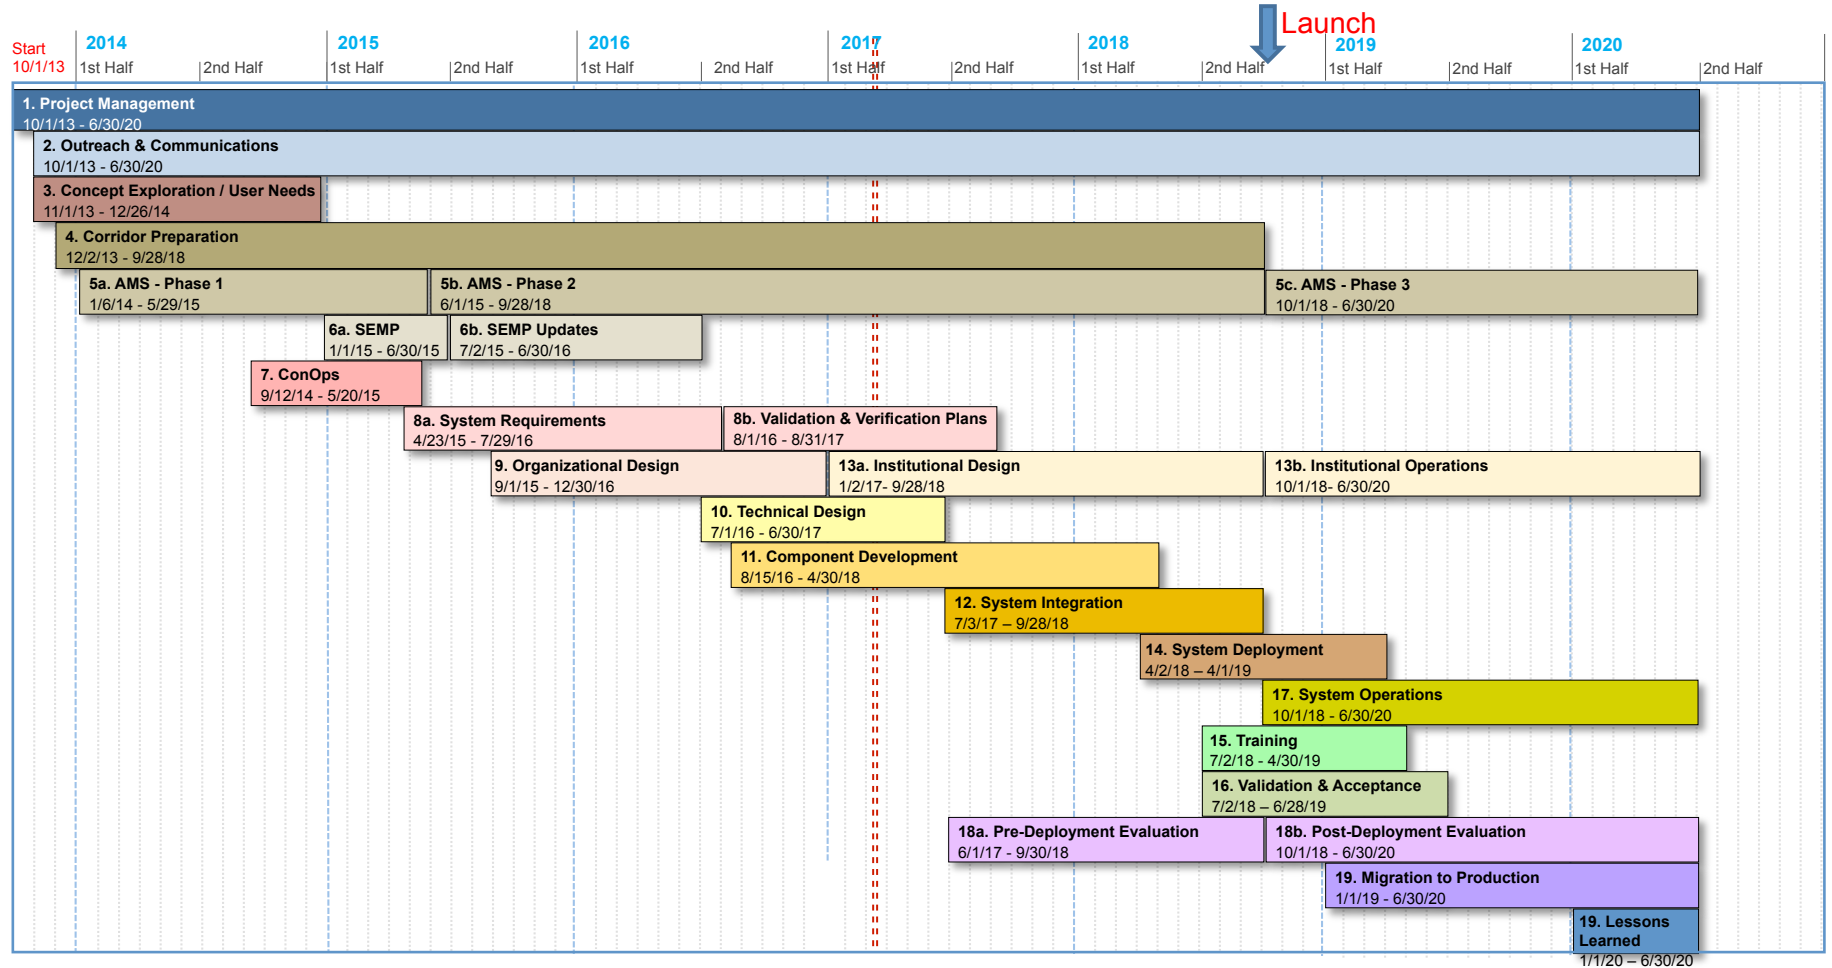 Launch
Start
10/1/13
2014
2015
2016
2017
2018
2019
2020
1st Half
2nd Half
1st Half
2nd Half
1st Half
2nd Half
1st Half
2nd Half
1st Half
2nd Half
1st Half
2nd Half
1st Half
2nd Half
1. Project Management
10/1/13 - 6/30/20
2. Outreach & Communications
10/1/13 - 6/30/20
3. Concept Exploration / User Needs
11/1/13 - 12/26/14
4. Corridor Preparation
12/2/13 - 9/28/18
5a. AMS - Phase 1
1/6/14 - 5/29/15
5b. AMS - Phase 2
6/1/15 - 9/28/18
5c. AMS - Phase 3
10/1/18 - 6/30/20
6a. SEMP
1/1/15 - 6/30/15
6b. SEMP Updates
7/2/15 - 6/30/16
7. ConOps
9/12/14 - 5/20/15
8a. System Requirements
4/23/15 - 7/29/16
8b. Validation & Verification Plans
8/1/16 - 8/31/17
9. Organizational Design
9/1/15 - 12/30/16
13a. Institutional Design
1/2/17- 9/28/18
13b. Institutional Operations
10/1/18- 6/30/20
10. Technical Design
7/1/16 - 6/30/17
11. Component Development
8/15/16 - 4/30/18
12. System Integration
7/3/17 – 9/28/18
14. System Deployment
4/2/18 – 4/1/19
17. System Operations
10/1/18 - 6/30/20
15. Training
7/2/18 - 4/30/19
16. Validation & Acceptance
7/2/18 – 6/28/19
18a. Pre-Deployment Evaluation
6/1/17 - 9/30/18
18b. Post-Deployment Evaluation
10/1/18 - 6/30/20
19. Migration to Production
1/1/19 - 6/30/20
19. Lessons
Learned
1/1/20 – 6/30/20